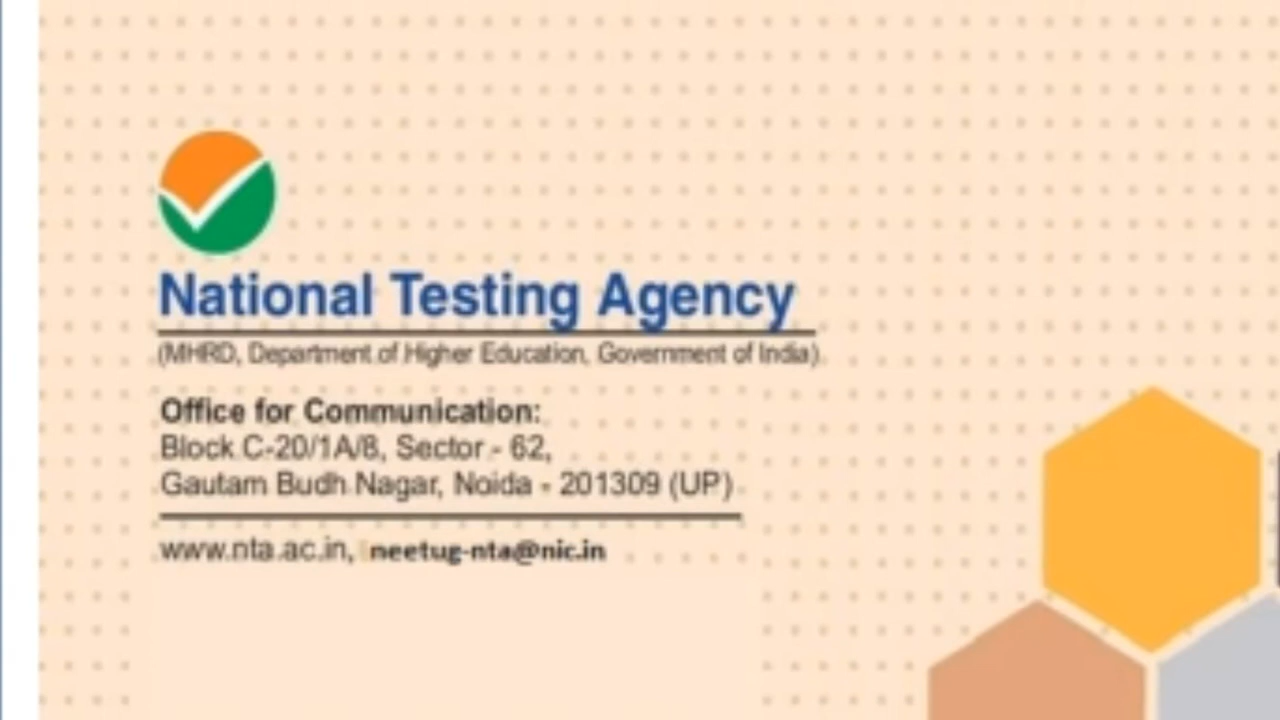 National Testing Agency
(MHRD, Department of Higher Education, Government of India)
Office for Communication:
Block C-20/1A/8, Sector - 62,
Gautam Budh Nagar, Noida - 201309 (UP)
www.nta.ac.in, neetug-nta@nic.in